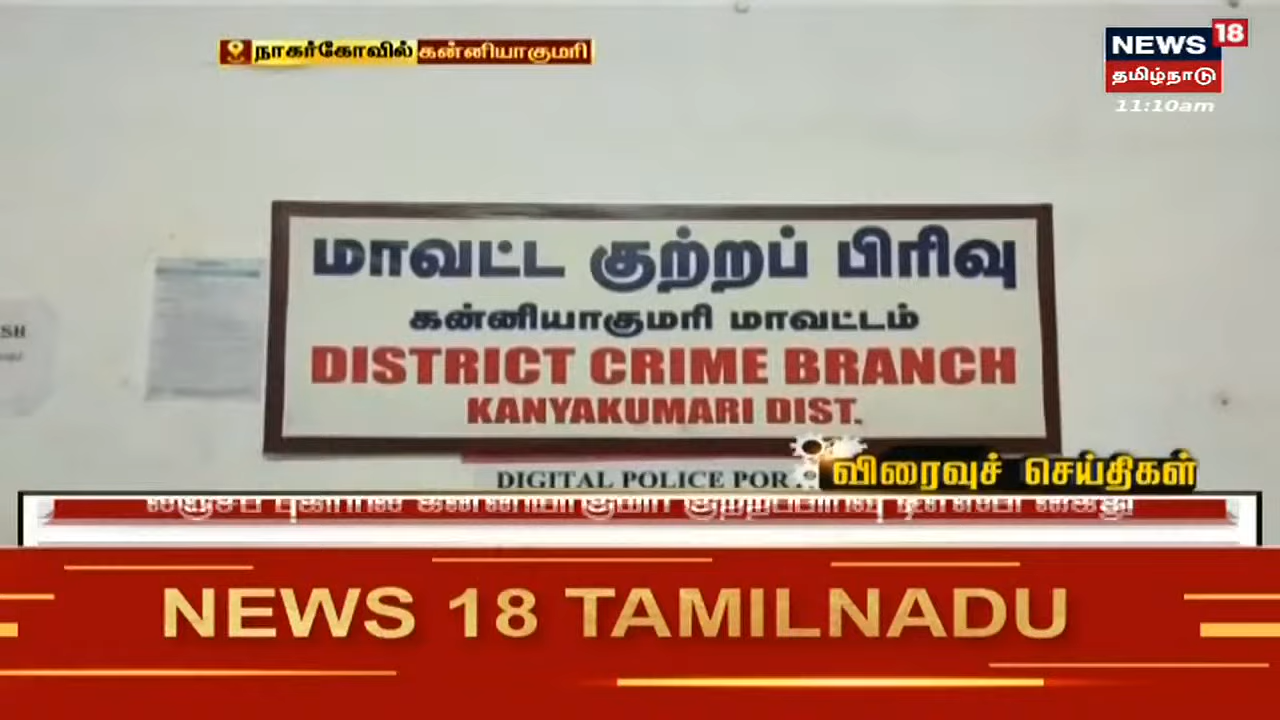 நாகர்கோவில் கன்னியாகுமரி
NEWS 18
தமிழ்நாடு
11:10am
மாவட்ட குற்றப் பிரிவு
கன்னியாகுமரி மாவட்டம்
DISTRICT CRIME BRANCH
KANYAKUMARI DIST.
SH
DIGITAL POLICE POR
விரைவுச் செய்திகள்
NEWS 18 TAMILNADU